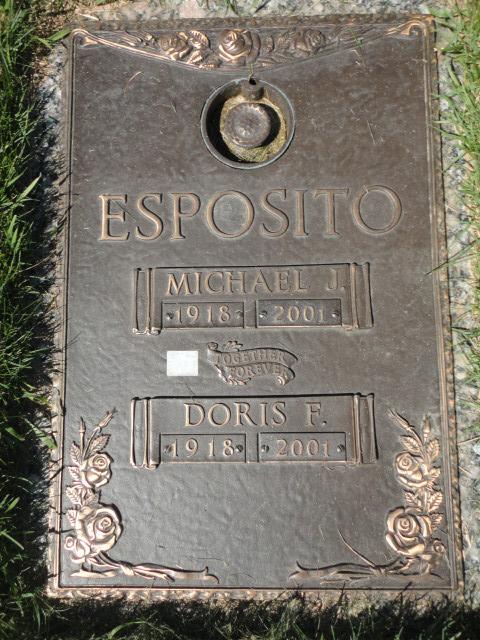 ESPOSITO
MICHAEL J.
1918 2001
TOGETHER
FOREVER
DORIS F.
1918 2001